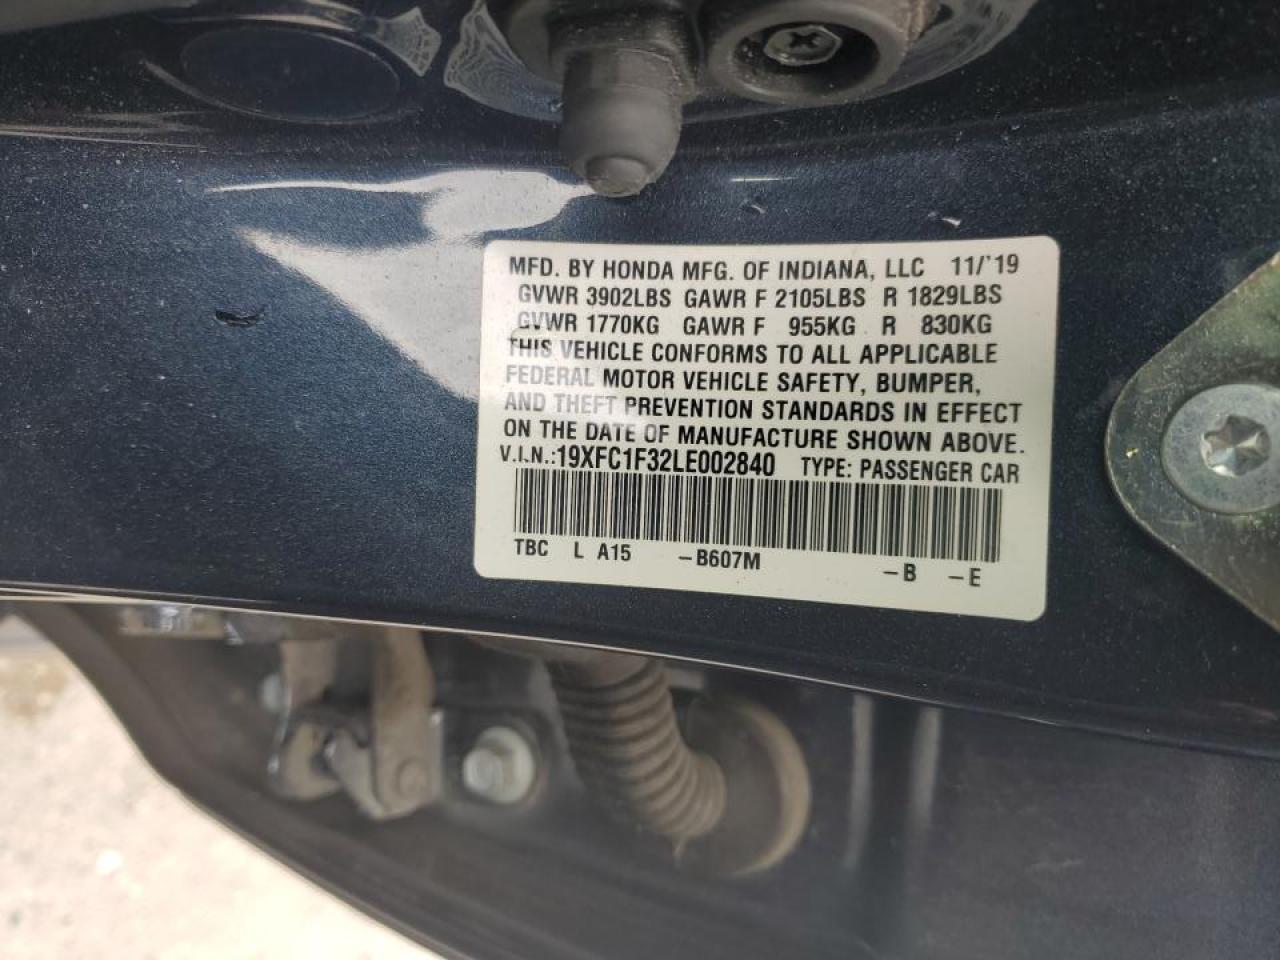 MFD. BY HONDA MFG. OF INDIANA, LLC 11/'19
GVWR 3902LBS GAWR F 2105LBS R 1829LBS
GVWR 1770KG GAWR F 955KG R 830KG
THIS VEHICLE CONFORMS TO ALL APPLICABLE
FEDERAL MOTOR VEHICLE SAFETY, BUMPER,
AND THEFT PREVENTION STANDARDS IN EFFECT
ON THE DATE OF MANUFACTURE SHOWN ABOVE.
V.I.N.:19XFC1F32LE002840 TYPE: PASSENGER CAR
TBC L A15 -B607M -B -E